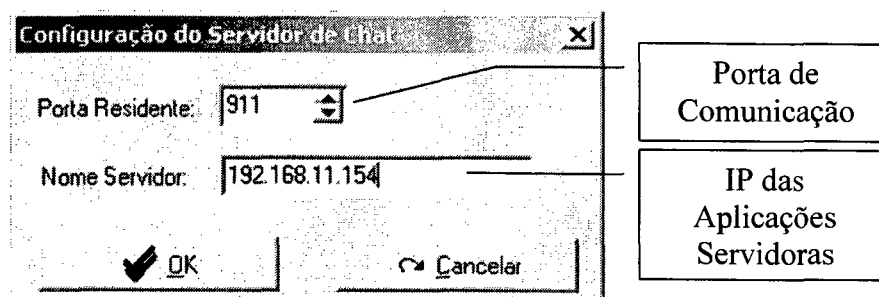 Configuração do Servidor de Chat
Porta Residente: 911
Nome Servidor: 192.168.11.154
OK
Cancelar
Porta de
Comunicação
IP das
Aplicações
Servidoras